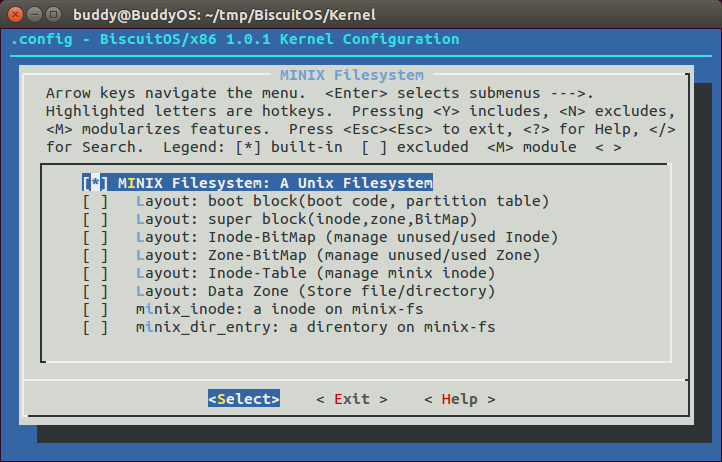 buddy@BuddyOS: ~/tmp/BiscuitOS/Kernel
.config - BiscuitOS/x86 1.0.1 Kernel Configuration
MINIX Filesystem
Arrow keys navigate the menu.  <Enter> selects submenus --->.
Highlighted letters are hotkeys.  Pressing <Y> includes, <N> excludes,
<M> modularizes features.  Press <Esc><Esc> to exit, <?> for Help, </>
for Search.  Legend: [*] built-in  [ ] excluded  <M> module  < >
[*] MINIX Filesystem: A Unix Filesystem
[ ]   Layout: boot block(boot code, partition table)
[ ]   Layout: super block(inode,zone,BitMap)
[ ]   Layout: Inode-BitMap (manage unused/used Inode)
[ ]   Layout: Zone-BitMap (manage unused/used Zone)
[ ]   Layout: Inode-Table (manage minix inode)
[ ]   Layout: Data Zone (Store file/directory)
[ ]   minix_inode: a inode on minix-fs
[ ]   minix_dir_entry: a direntory on minix-fs
<Select>    < Exit >    < Help >